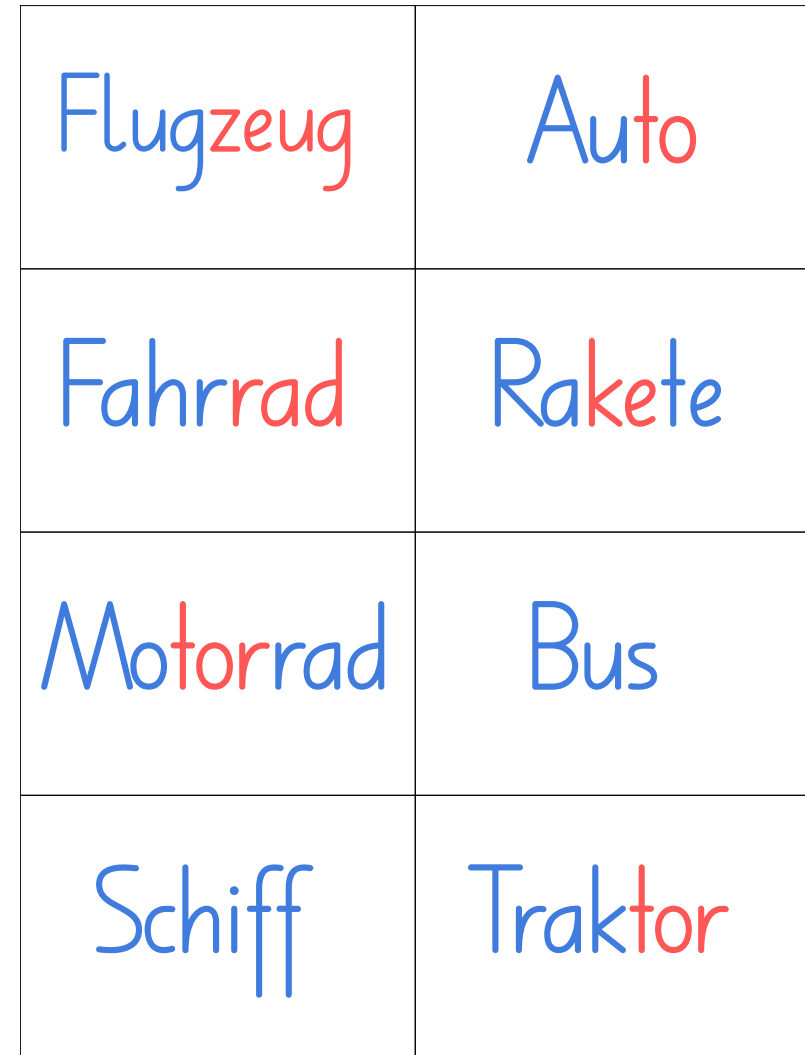 Flugzeug
Auto
Fahrrad
Rakete
Motorrad
Bus
Schiff
Traktor